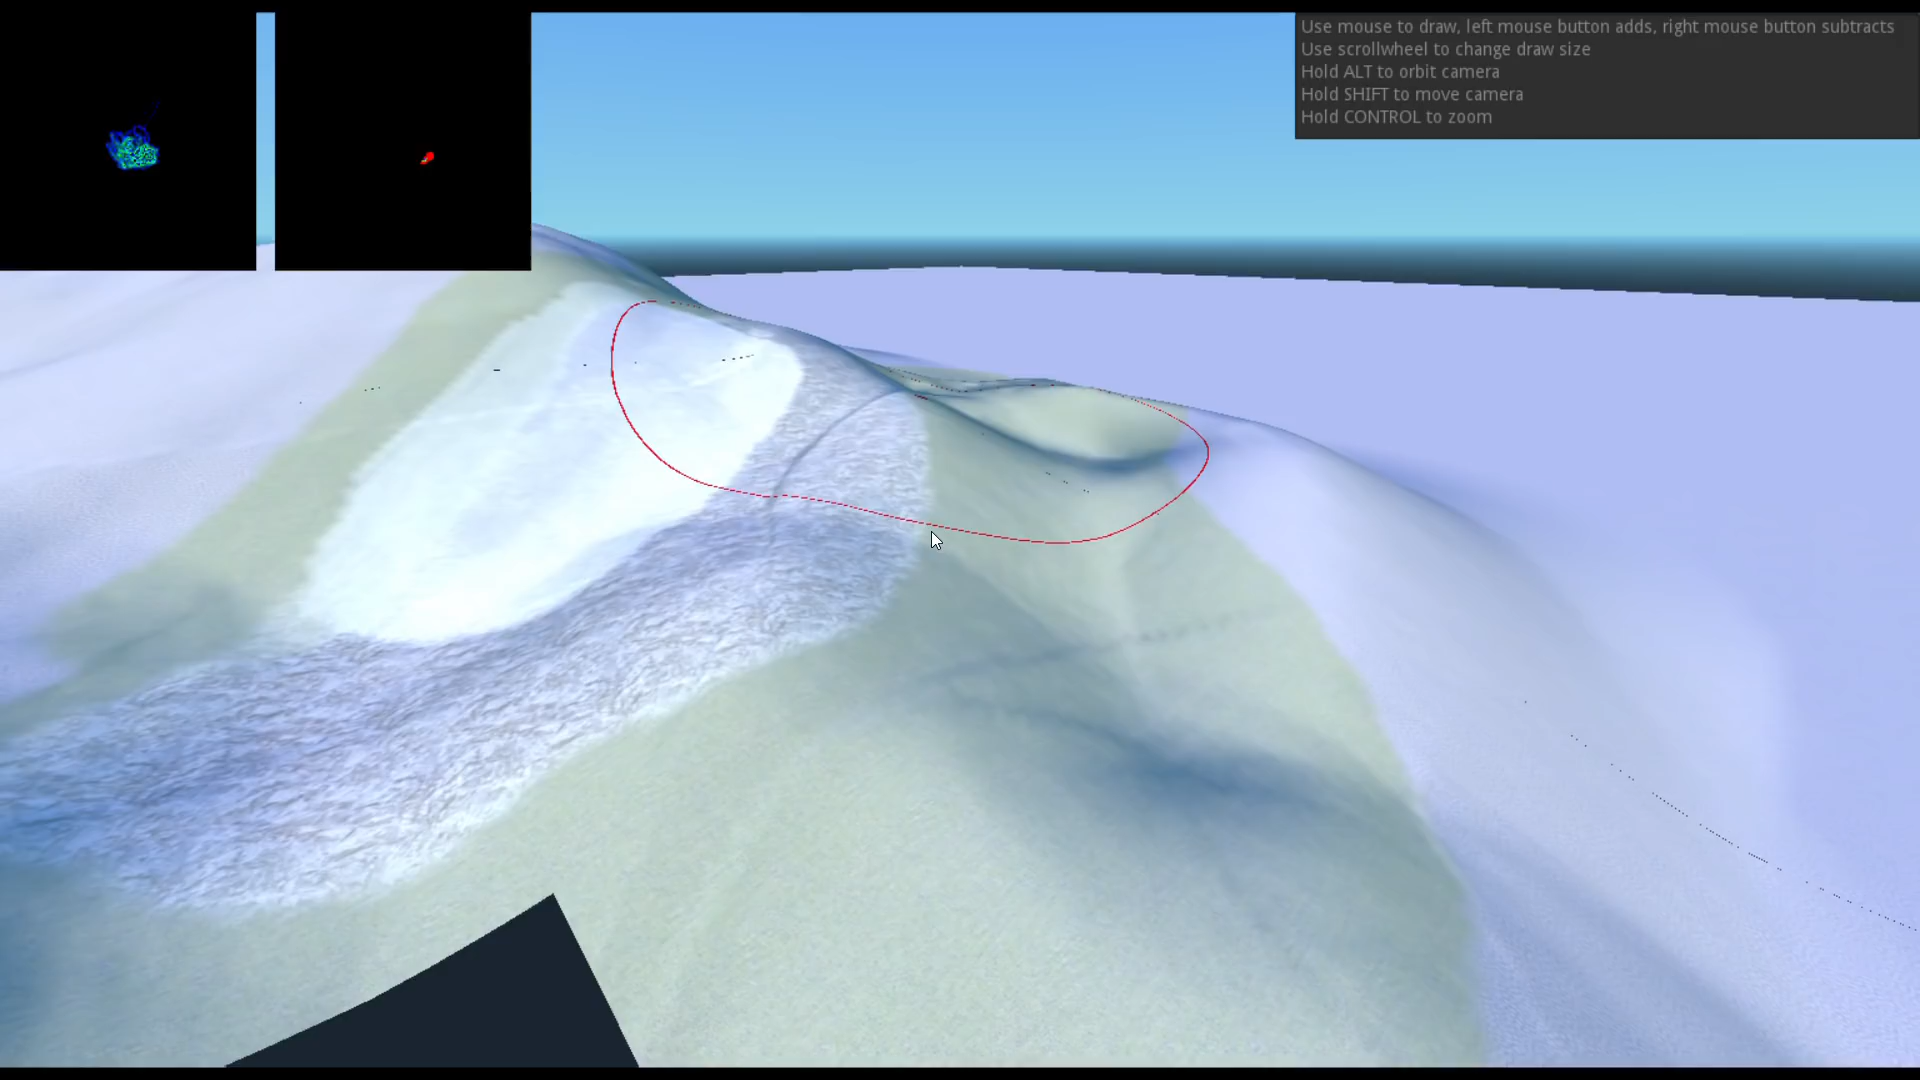 Use mouse to draw, left mouse button adds, right mouse button subtracts
Use scrollwheel to change draw size
Hold ALT to orbit camera
Hold SHIFT to move camera
Hold CONTROL to zoom